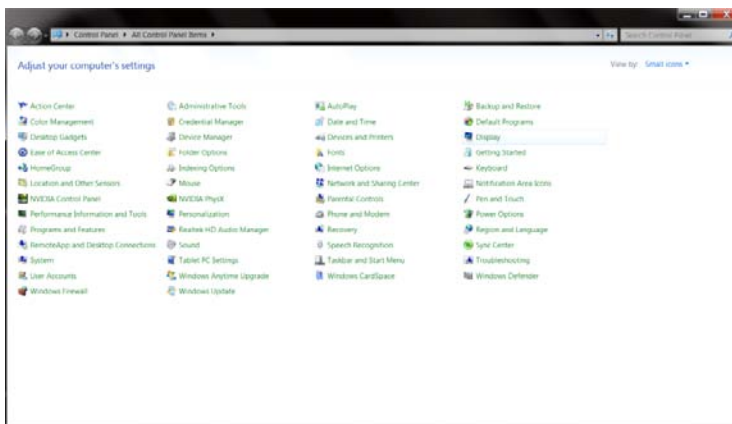 Control Panel ▸ All Control Panel Items ▸
Search Control Panel
Adjust your computer's settings
View by: Small icons
Action Center
Administrative Tools
AutoPlay
Backup and Restore
Color Management
Credential Manager
Date and Time
Default Programs
Desktop Gadgets
Device Manager
Devices and Printers
Display
Ease of Access Center
Folder Options
Fonts
Getting Started
HomeGroup
Indexing Options
Internet Options
Keyboard
Location and Other Sensors
Mouse
Network and Sharing Center
Notification Area Icons
NVIDIA Control Panel
NVIDIA PhysX
Parental Controls
Pen and Touch
Performance Information and Tools
Personalization
Phone and Modem
Power Options
Programs and Features
Realtek HD Audio Manager
Recovery
Region and Language
RemoteApp and Desktop Connections
Sound
Speech Recognition
Sync Center
System
Tablet PC Settings
Taskbar and Start Menu
Troubleshooting
User Accounts
Windows Anytime Upgrade
Windows CardSpace
Windows Defender
Windows Firewall
Windows Update